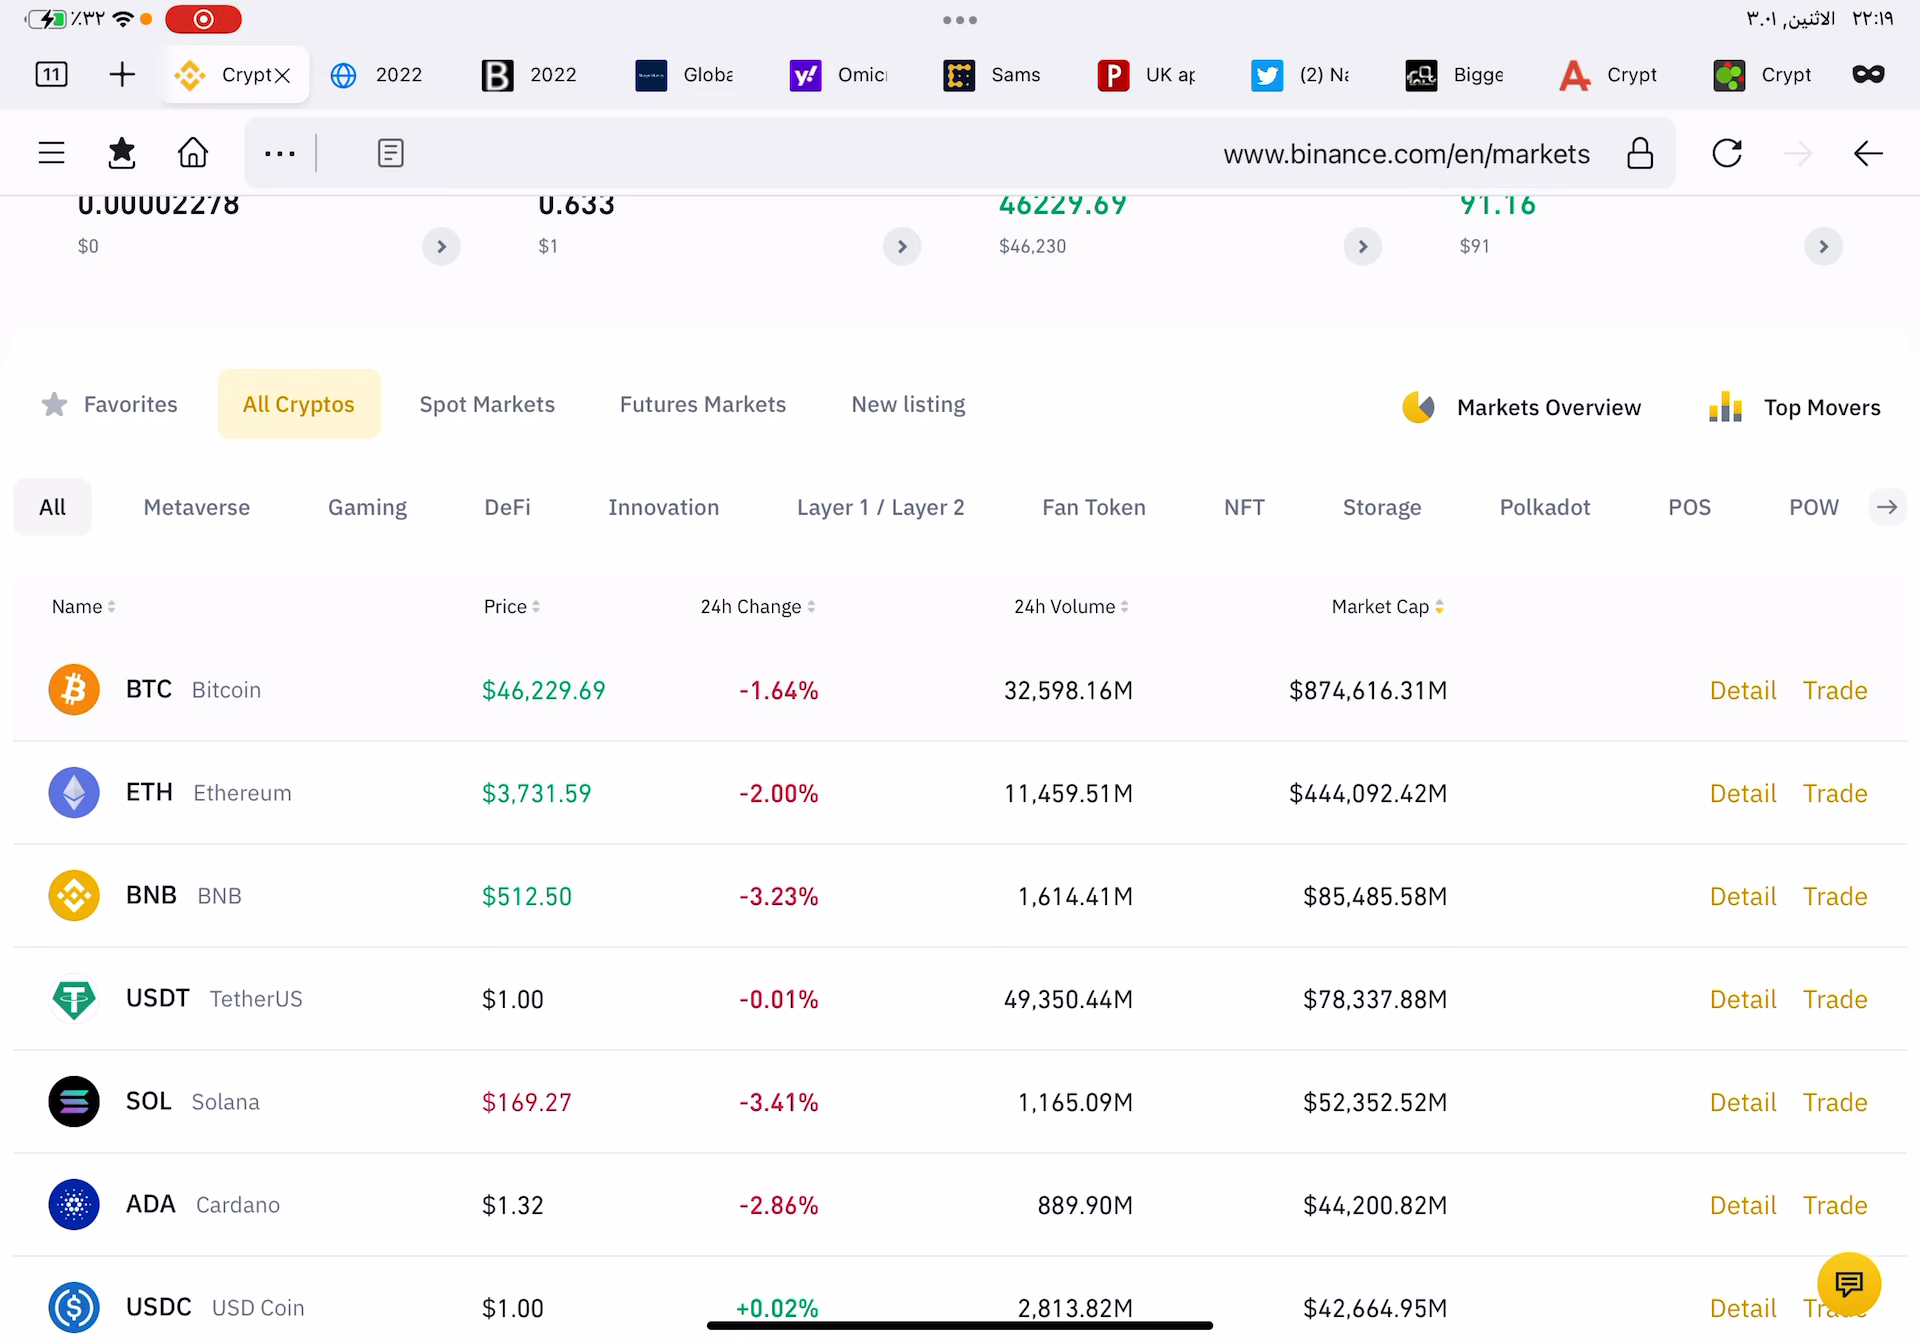 ٪٣٢
الاثنين, ٣٠١ ٢٢:١٩
11 Crypt 2022 2022 Globa Omic Sams UK ap (2) Na Bigge Crypt Crypt
www.binance.com/en/markets
0.00002278 0.633 46229.69 91.16
$0 $1 $46,230 $91
Favorites All Cryptos Spot Markets Futures Markets New listing Markets Overview Top Movers
All Metaverse Gaming DeFi Innovation Layer 1 / Layer 2 Fan Token NFT Storage Polkadot POS POW
Name Price 24h Change 24h Volume Market Cap
BTC Bitcoin $46,229.69 -1.64% 32,598.16M $874,616.31M Detail Trade
ETH Ethereum $3,731.59 -2.00% 11,459.51M $444,092.42M Detail Trade
BNB BNB $512.50 -3.23% 1,614.41M $85,485.58M Detail Trade
USDT TetherUS $1.00 -0.01% 49,350.44M $78,337.88M Detail Trade
SOL Solana $169.27 -3.41% 1,165.09M $52,352.52M Detail Trade
ADA Cardano $1.32 -2.86% 889.90M $44,200.82M Detail Trade
USDC USD Coin $1.00 +0.02% 2,813.82M $42,664.95M Detail Trade